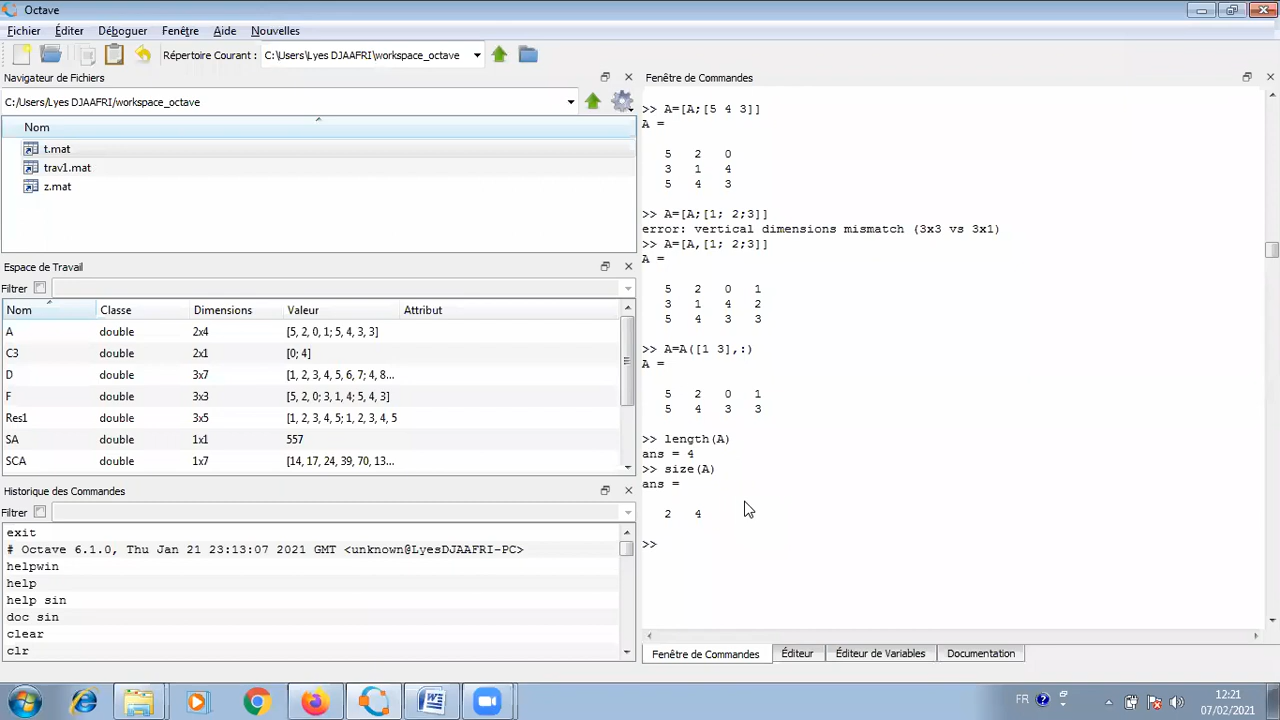 Octave
Fichier Éditer Déboguer Fenêtre Aide Nouvelles
Répertoire Courant : C:\Users\Lyes DJAAFRI\workspace_octave
Navigateur de Fichiers
C:/Users/Lyes DJAAFRI/workspace_octave
Nom
t.mat
trav1.mat
z.mat
Espace de Travail
Filtrer
Nom Classe Dimensions Valeur Attribut
A double 2x4 [5, 2, 0, 1; 5, 4, 3, 3]
C3 double 2x1 [0; 4]
D double 3x7 [1, 2, 3, 4, 5, 6, 7; 4, 8...
F double 3x3 [5, 2, 0; 3, 1, 4; 5, 4, 3]
Res1 double 3x5 [1, 2, 3, 4, 5; 1, 2, 3, 4, 5
SA double 1x1 557
SCA double 1x7 [14, 17, 24, 39, 70, 13...
Historique des Commandes
Filtrer
exit
# Octave 6.1.0, Thu Jan 21 23:13:07 2021 GMT <unknown@LyesDJAAFRI-PC>
helpwin
help
help sin
doc sin
clear
clr
Fenêtre de Commandes
>> A=[A;[5 4 3]]
A =
5 2 0
3 1 4
5 4 3
>> A=[A;[1; 2;3]]
error: vertical dimensions mismatch (3x3 vs 3x1)
>> A=[A,[1; 2;3]]
A =
5 2 0 1
3 1 4 2
5 4 3 3
>> A=A([1 3],:)
A =
5 2 0 1
5 4 3 3
>> length(A)
ans = 4
>> size(A)
ans =
2 4
>>
Fenêtre de Commandes Éditeur Éditeur de Variables Documentation
FR 12:21
07/02/2021